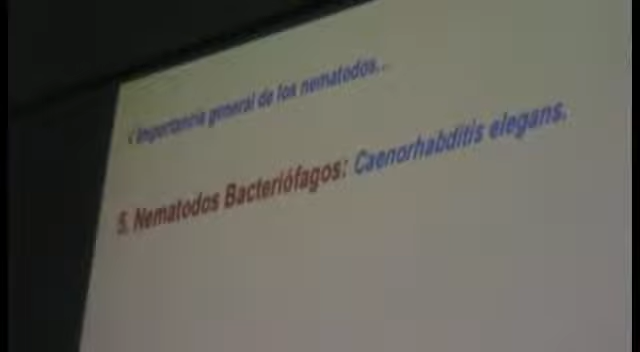 < Importancia general de los nematodos...
5. Nematodos Bacteriófagos: Caenorhabditis elegans.